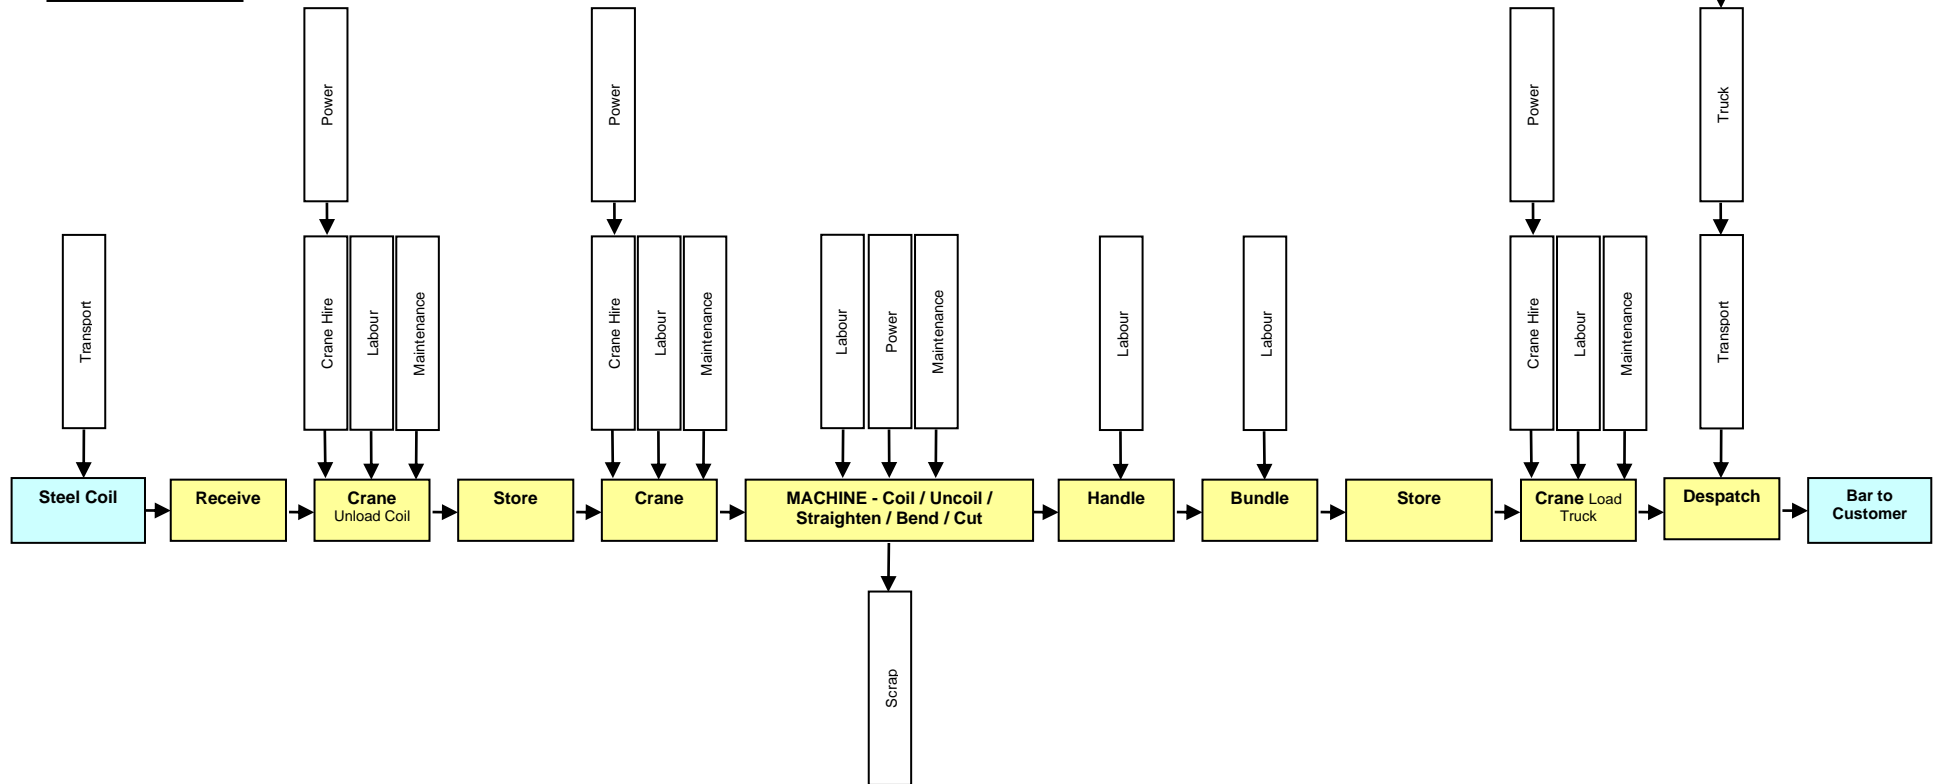 Power
Power
Power
Truck
Transport
Crane Hire
Labour
Maintenance
Crane Hire
Labour
Maintenance
Labour
Power
Maintenance
Labour
Labour
Crane Hire
Labour
Maintenance
Transport
Steel Coil
Receive
Crane
Unload Coil
Store
Crane
MACHINE - Coil / Uncoil /
Straighten / Bend / Cut
Handle
Bundle
Store
Crane Load
Truck
Despatch
Bar to
Customer
Scrap